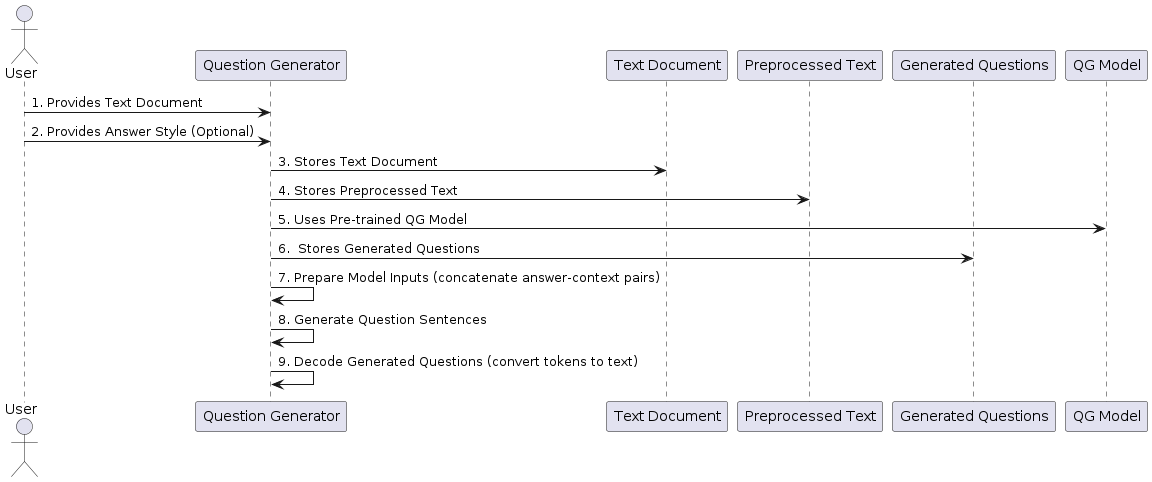 User
Question Generator
Text Document
Preprocessed Text
Generated Questions
QG Model
1. Provides Text Document
2. Provides Answer Style (Optional)
3. Stores Text Document
4. Stores Preprocessed Text
5. Uses Pre-trained QG Model
6.  Stores Generated Questions
7. Prepare Model Inputs (concatenate answer-context pairs)
8. Generate Question Sentences
9. Decode Generated Questions (convert tokens to text)
User
Question Generator
Text Document
Preprocessed Text
Generated Questions
QG Model